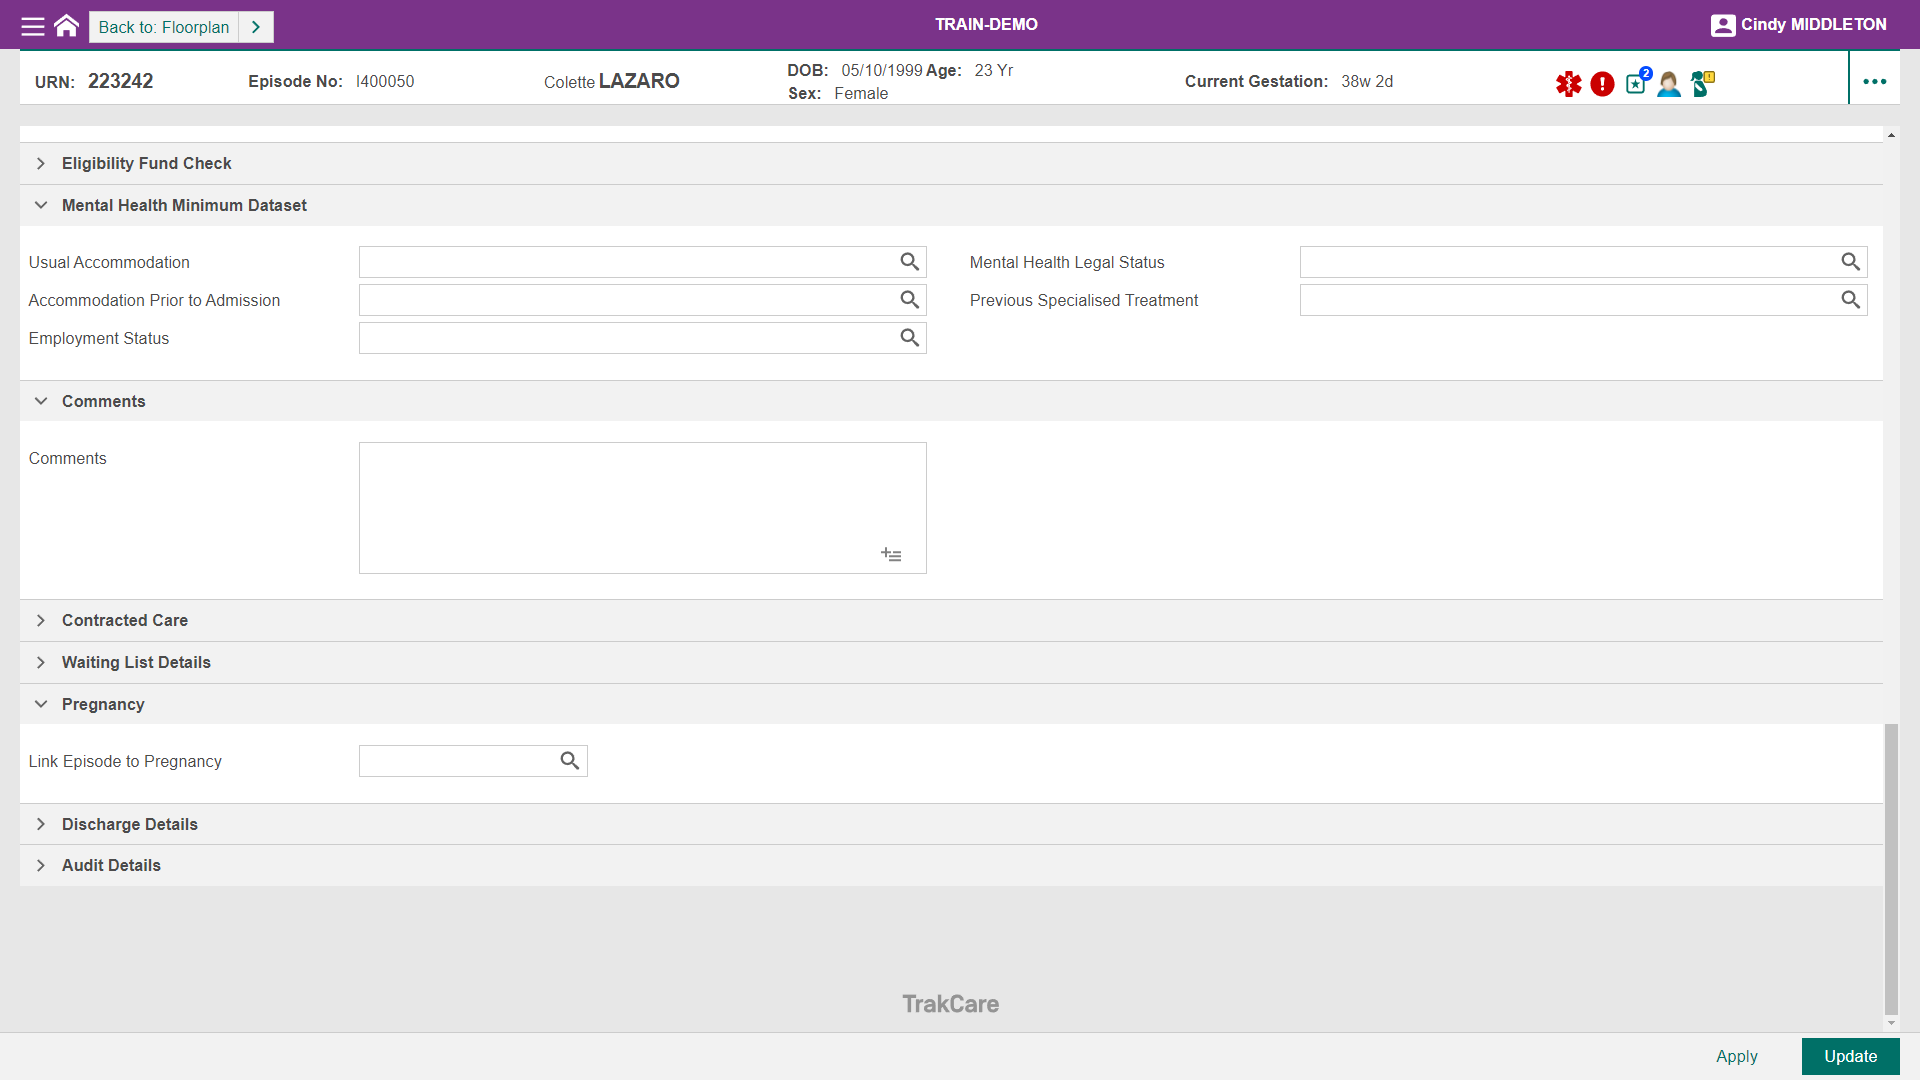 Back to: Floorplan
TRAIN-DEMO
Cindy MIDDLETON
URN: 223242
Episode No: I400050
Colette LAZARO
DOB: 05/10/1999 Age: 23 Yr
Sex: Female
Current Gestation: 38w 2d
2
Eligibility Fund Check
Mental Health Minimum Dataset
Usual Accommodation
Mental Health Legal Status
Accommodation Prior to Admission
Previous Specialised Treatment
Employment Status
Comments
Comments
Contracted Care
Waiting List Details
Pregnancy
Link Episode to Pregnancy
Discharge Details
Audit Details
TrakCare
Apply
Update